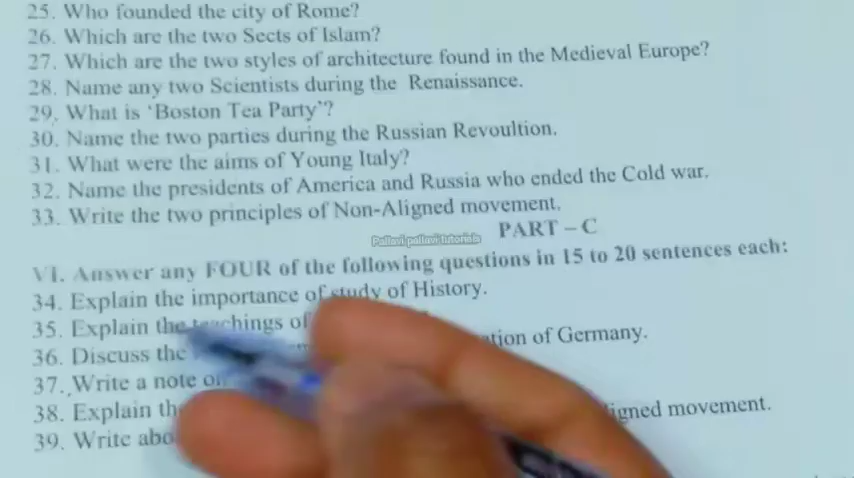 25. Who founded the city of Rome?
26. Which are the two Sects of Islam?
27. Which are the two styles of architecture found in the Medieval Europe?
28. Name any two Scientists during the Renaissance.
29. What is 'Boston Tea Party'?
30. Name the two parties during the Russian Revoultion.
31. What were the aims of Young Italy?
32. Name the presidents of America and Russia who ended the Cold war.
33. Write the two principles of Non-Aligned movement.
PART – C
Pallavi pallavi tutorials
VI. Answer any FOUR of the following questions in 15 to 20 sentences each:
34. Explain the importance of study of History.
35. Explain the teachings of
36. Discuss the of Germany.
37. Write a note on
38. Explain movement.
39. Write